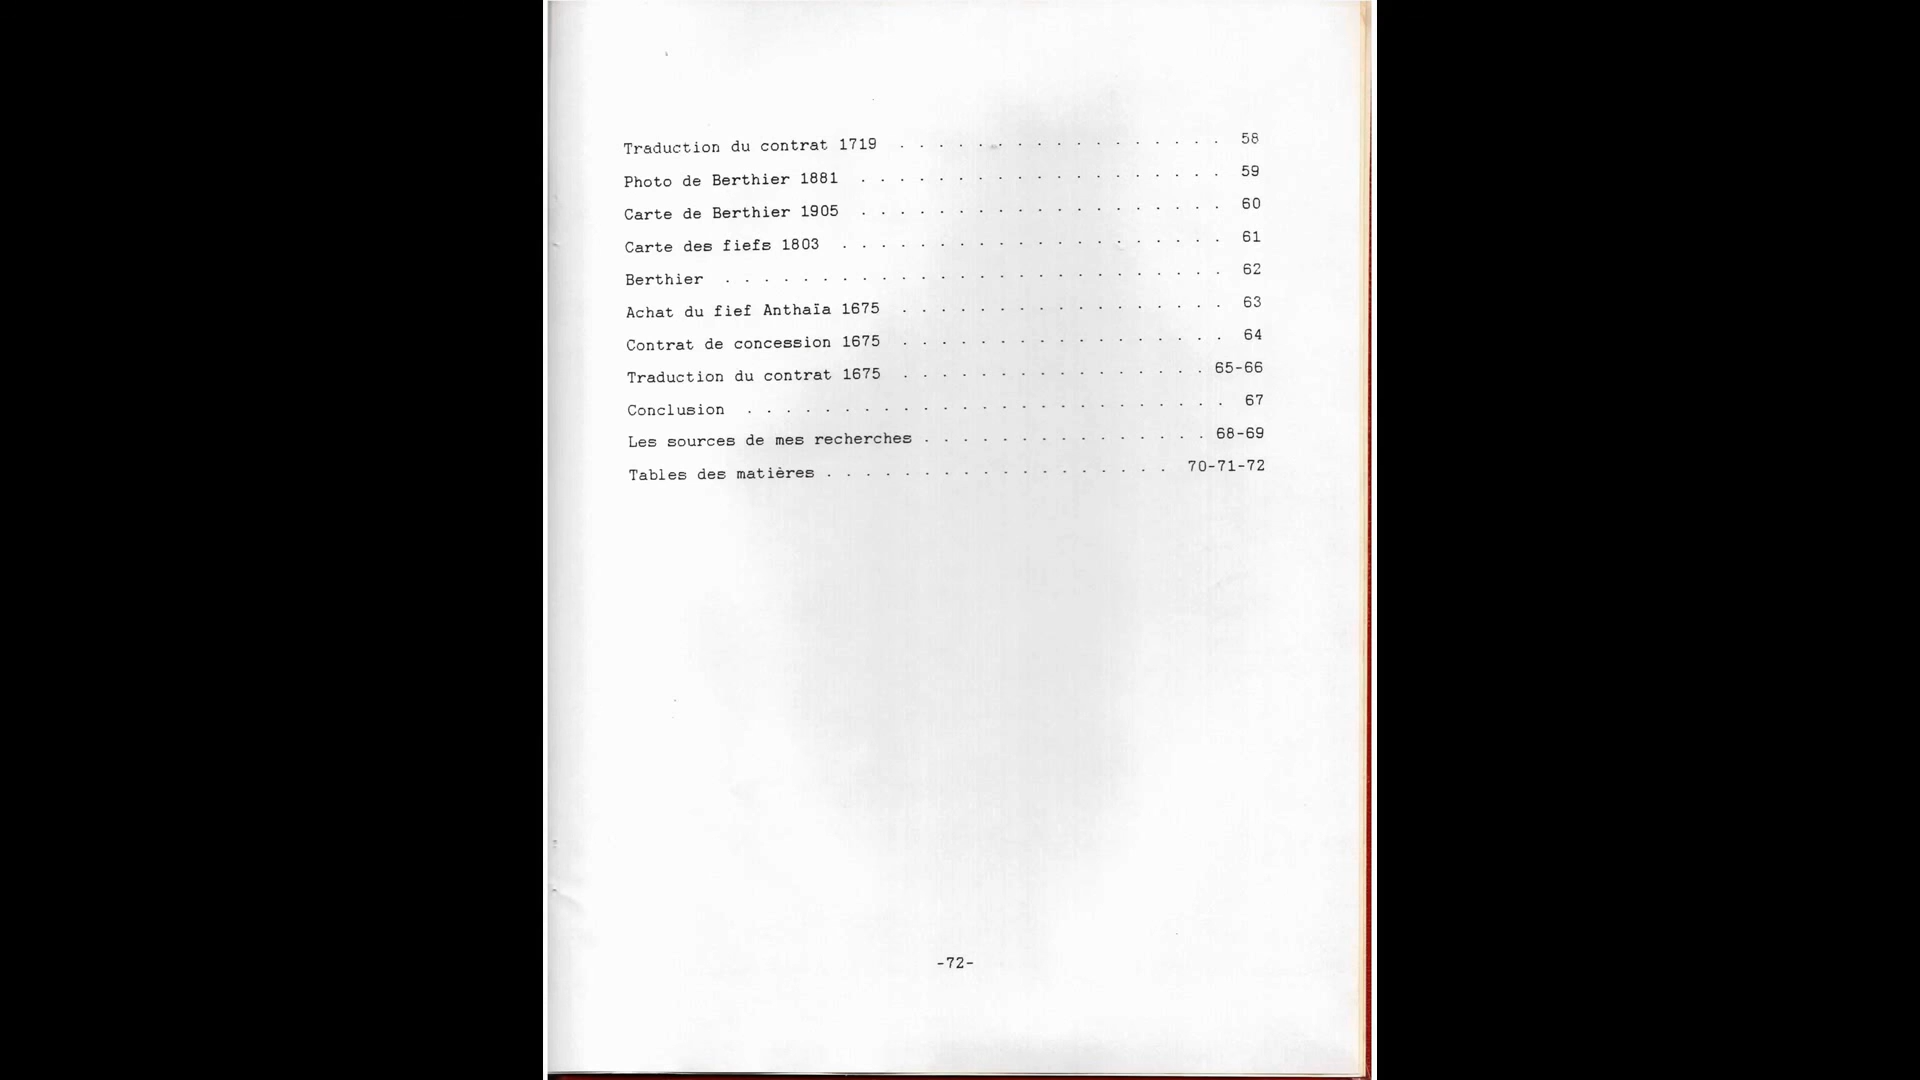 Traduction du contrat 1719 . . . . . . . . . . . . . . . . . 58
Photo de Berthier 1881 . . . . . . . . . . . . . . . . . . . 59
Carte de Berthier 1905 . . . . . . . . . . . . . . . . . . . 60
Carte des fiefs 1803 . . . . . . . . . . . . . . . . . . . . 61
Berthier . . . . . . . . . . . . . . . . . . . . . . . . . . 62
Achat du fief Anthaïa 1675 . . . . . . . . . . . . . . . . . 63
Contrat de concession 1675 . . . . . . . . . . . . . . . . . 64
Traduction du contrat 1675 . . . . . . . . . . . . . . . . 65-66
Conclusion . . . . . . . . . . . . . . . . . . . . . . . . . 67
Les sources de mes recherches . . . . . . . . . . . . . . . 68-69
Tables des matières . . . . . . . . . . . . . . . . . . 70-71-72
-72-